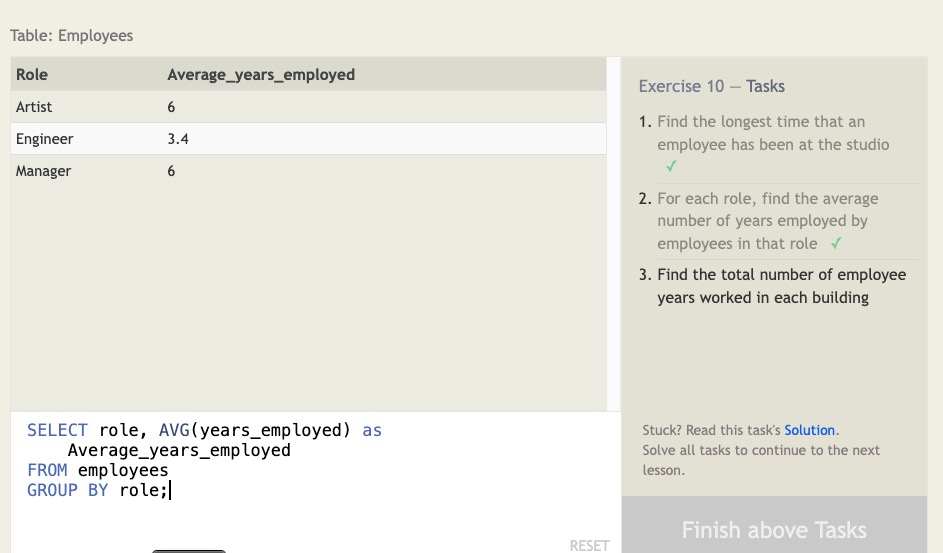 Table: Employees
Role Average_years_employed
Artist 6
Engineer 3.4
Manager 6
SELECT role, AVG(years_employed) as
Average_years_employed
FROM employees
GROUP BY role;
RESET
Exercise 10 — Tasks
1. Find the longest time that an
employee has been at the studio
✓
2. For each role, find the average
number of years employed by
employees in that role ✓
3. Find the total number of employee
years worked in each building
Stuck? Read this task's Solution.
Solve all tasks to continue to the next
lesson.
Finish above Tasks